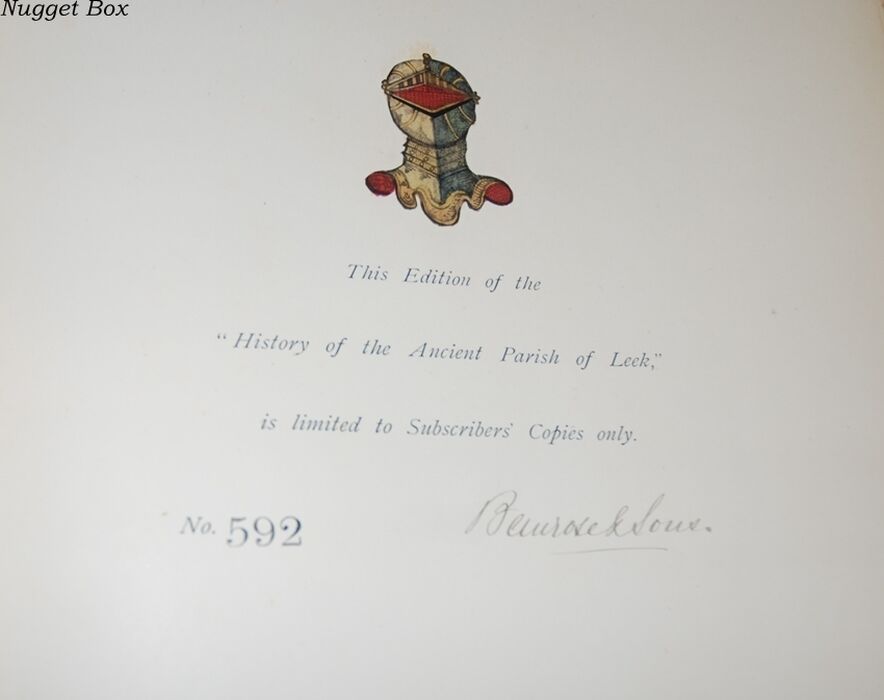 Nugget Box
This Edition of the
“History of the Ancient Parish of Leek,”
is limited to Subscribers' Copies only.
No. 592
Bemrose & Sons.